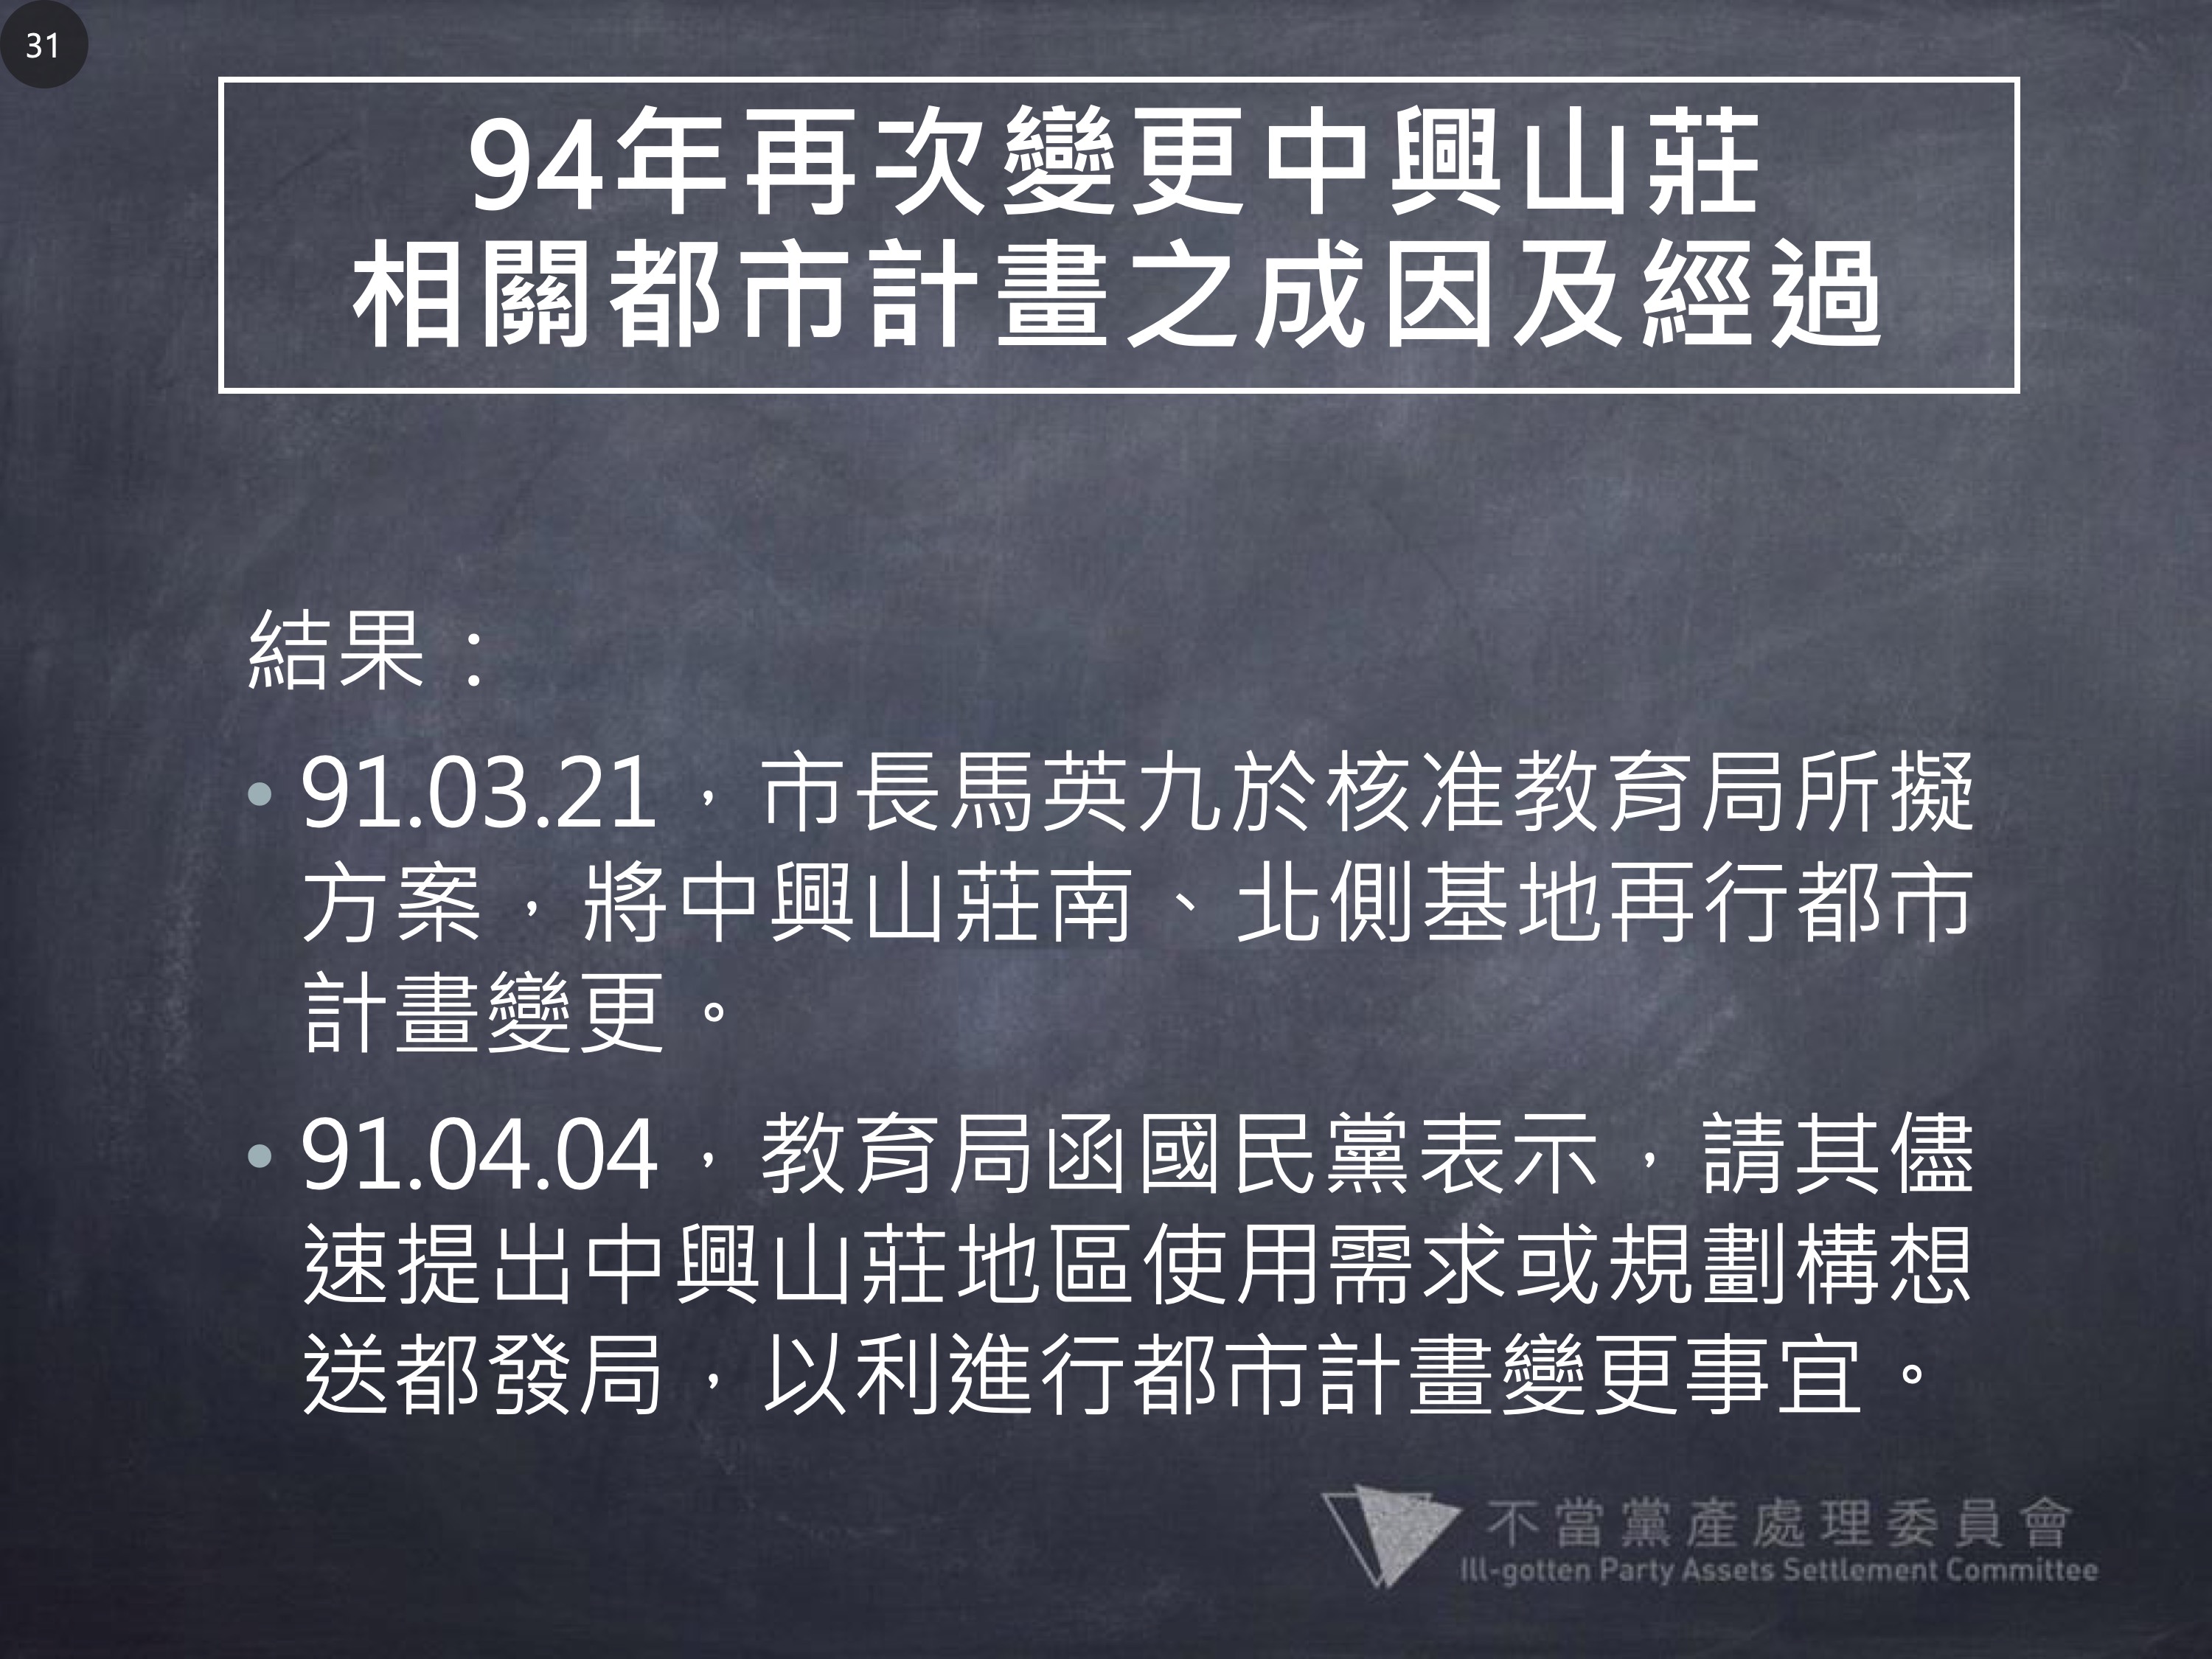 31
94年再次變更中興山莊
相關都市計畫之成因及經過
結果：
• 91.03.21，市長馬英九於核准教育局所擬
方案，將中興山莊南、北側基地再行都市
計畫變更。
• 91.04.04，教育局函國民黨表示，請其儘
速提出中興山莊地區使用需求或規劃構想
送都發局，以利進行都市計畫變更事宜。
不當黨產處理委員會
Ill-gotten Party Assets Settlement Committee